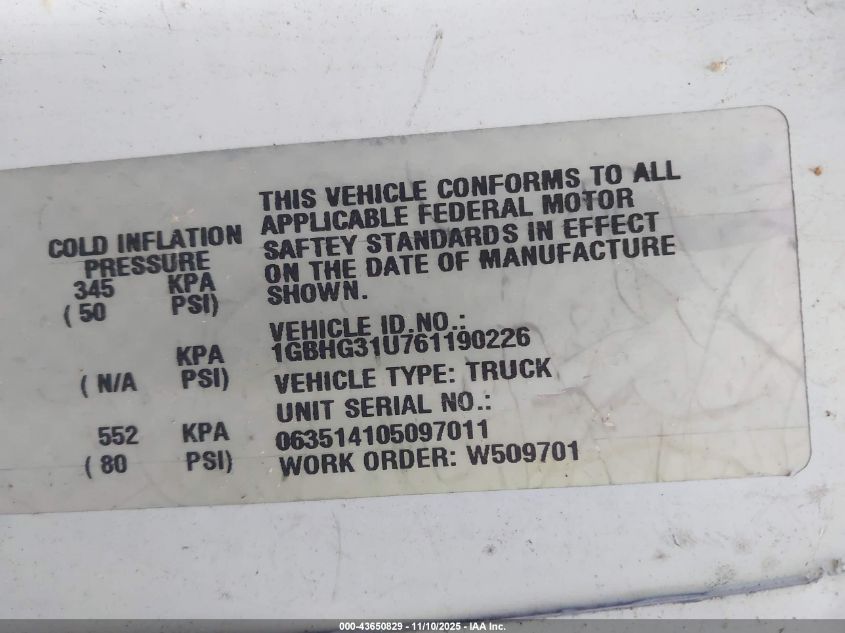 COLD INFLATION
PRESSURE
345 KPA
( 50 PSI)
KPA
( N/A PSI)
552 KPA
( 80 PSI)
THIS VEHICLE CONFORMS TO ALL
APPLICABLE FEDERAL MOTOR
SAFTEY STANDARDS IN EFFECT
ON THE DATE OF MANUFACTURE
SHOWN.
VEHICLE ID.NO.:
1GBHG31U761190226
VEHICLE TYPE: TRUCK
UNIT SERIAL NO.:
063514105097011
WORK ORDER: W509701
000-43650829 - 11/10/2025 - IAA Inc.